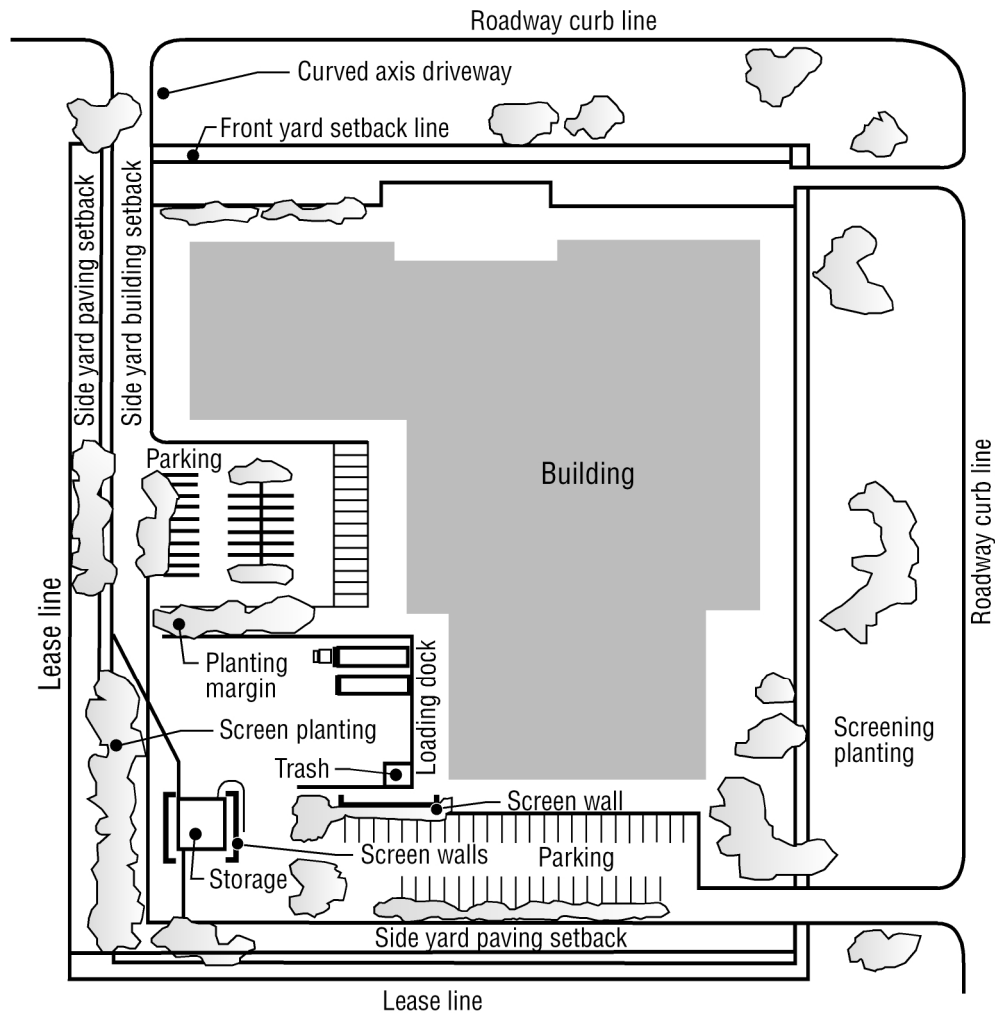 Roadway curb line
Curved axis driveway
Front yard setback line
Side yard paving setback
Side yard building setback
Building
Parking
Roadway curb line
Lease line
Planting
margin
Loading dock
Screen planting
Screening
planting
Trash
Screen wall
Screen walls
Parking
Storage
Side yard paving setback
Lease line